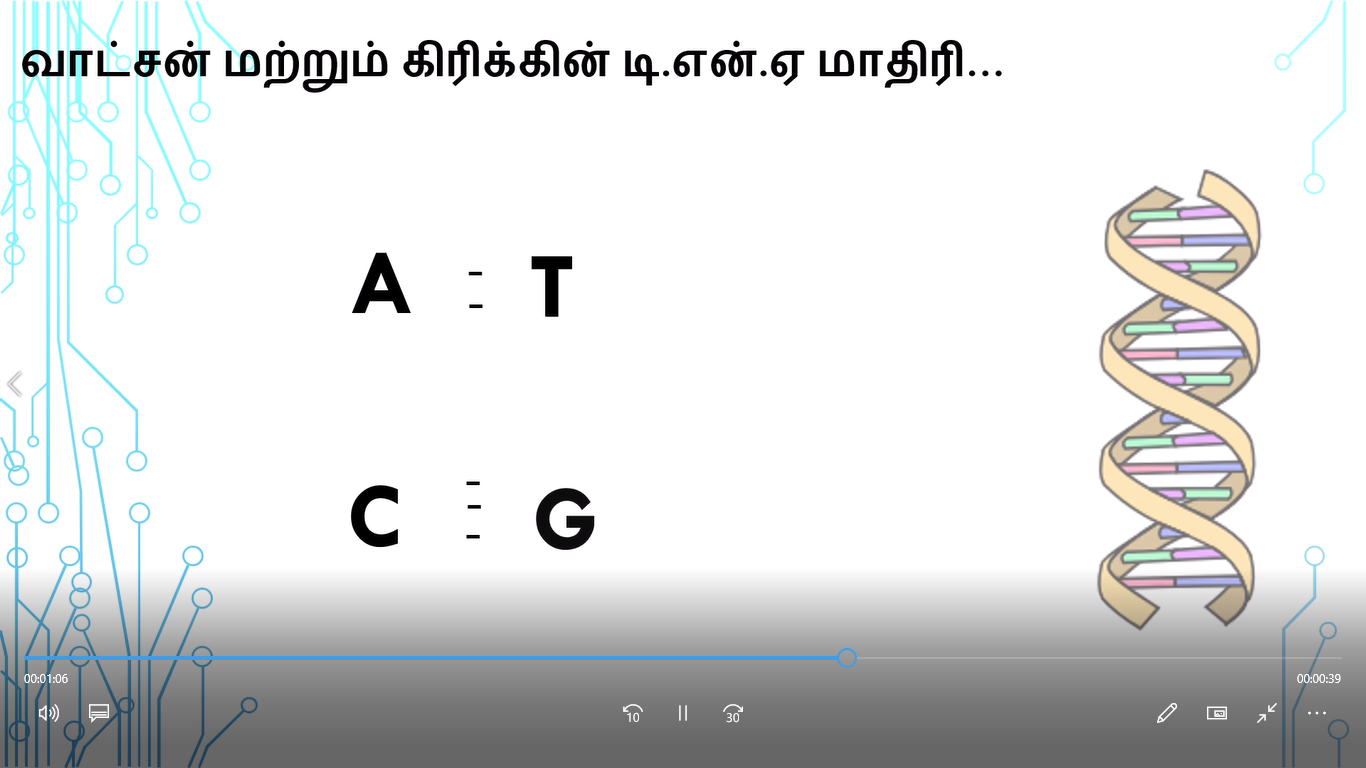 வாட்சன் மற்றும் கிரிக்கின் டி.என்.ஏ மாதிரி...
A - - T
C - - - G
00:01:06
00:00:39
10
30